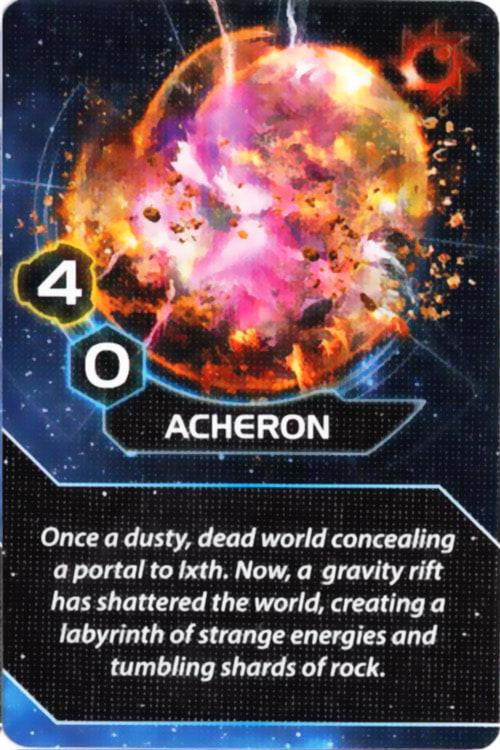 4
0
ACHERON
Once a dusty, dead world concealing
a portal to Ixth. Now, a gravity rift
has shattered the world, creating a
labyrinth of strange energies and
tumbling shards of rock.